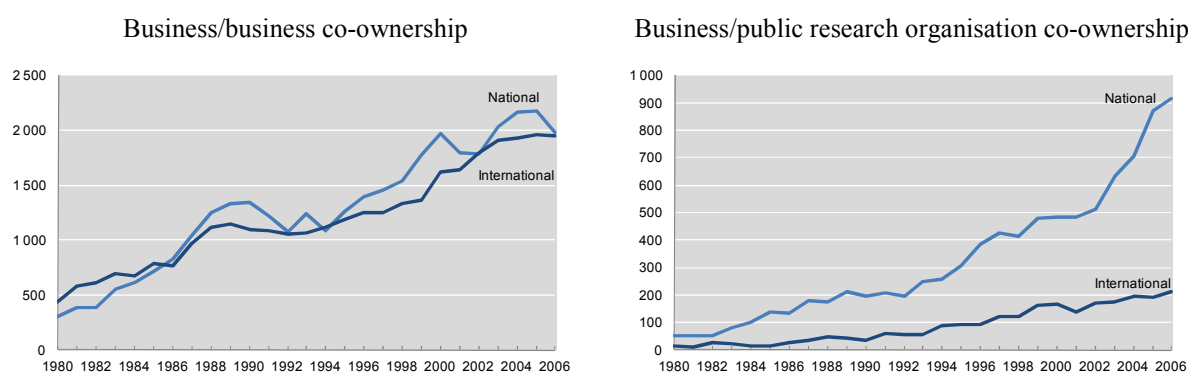 Business/business co-ownership
2 500
2 000
1 500
1 000
500
0
National
International
1980 1982 1984 1986 1988 1990 1992 1994 1996 1998 2000 2002 2004 2006
Business/public research organisation co-ownership
1 000
900
800
700
600
500
400
300
200
100
0
National
International
1980 1982 1984 1986 1988 1990 1992 1994 1996 1998 2000 2002 2004 2006